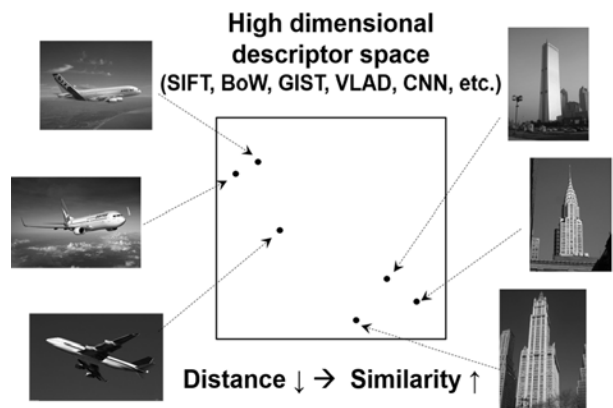 High dimensional
descriptor space
(SIFT, BoW, GIST, VLAD, CNN, etc.)
Distance ↓ → Similarity ↑